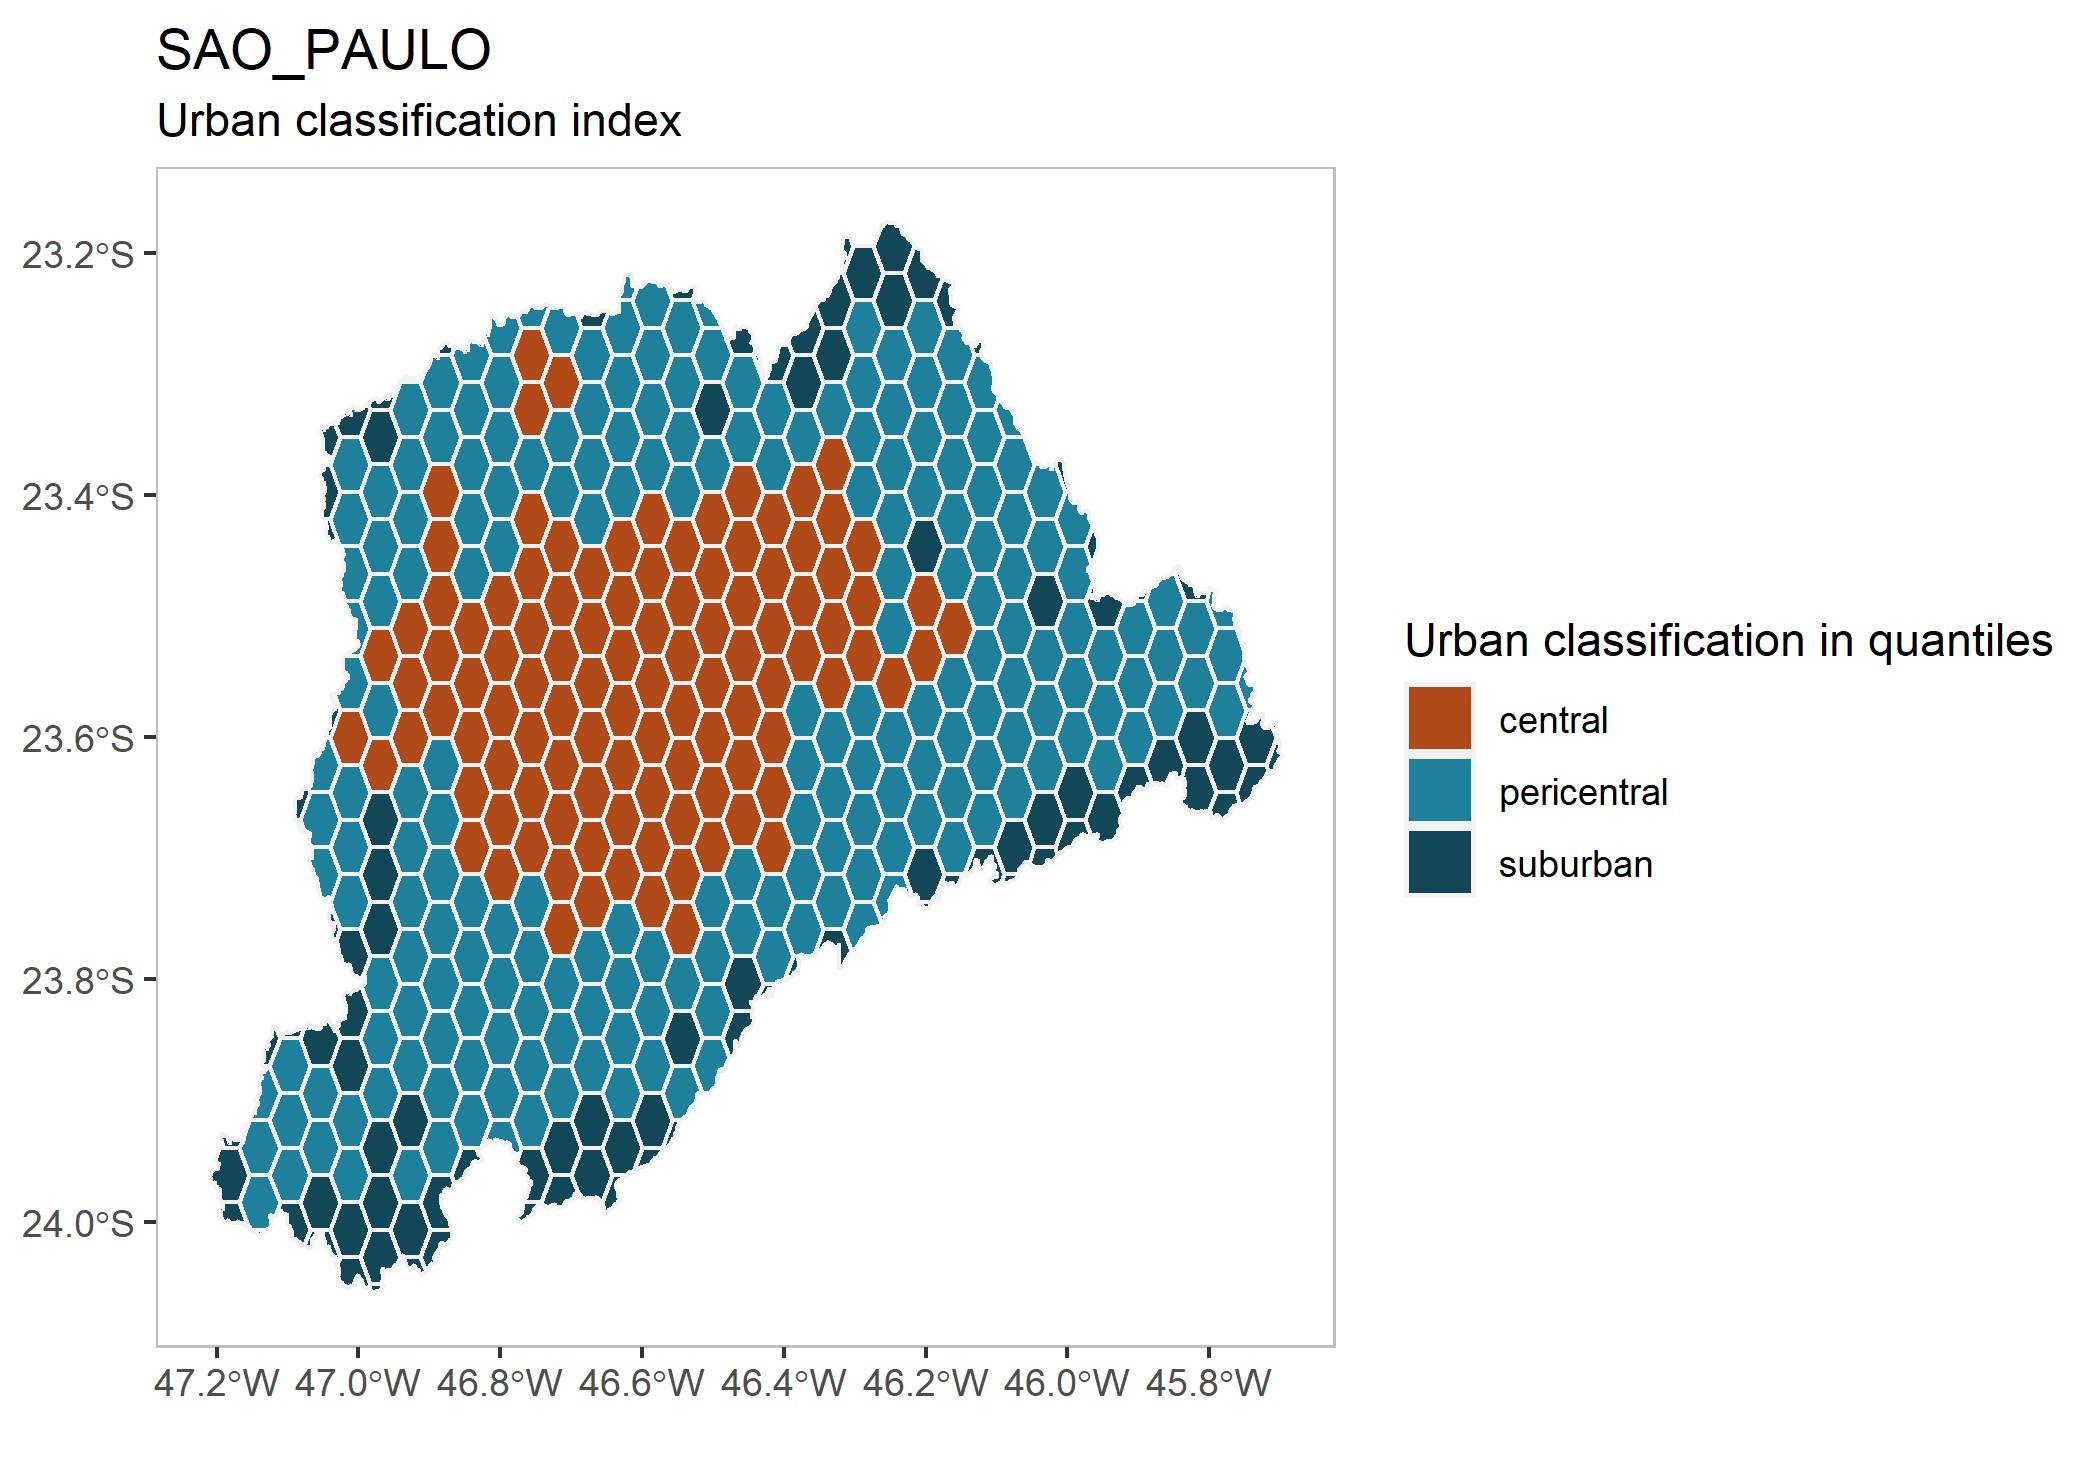 SAO_PAULO
Urban classification index
23.2°S
23.4°S
23.6°S
23.8°S
24.0°S
47.2°W 47.0°W 46.8°W 46.6°W 46.4°W 46.2°W 46.0°W 45.8°W
Urban classification in quantiles
central
pericentral
suburban